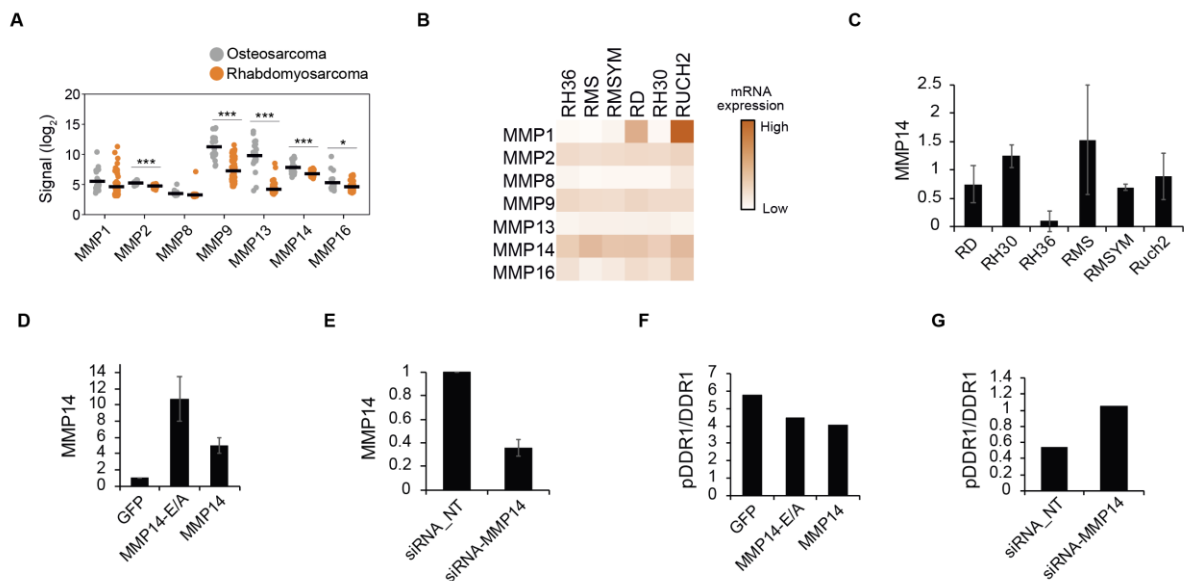 A
Osteosarcoma
Rhabdomyosarcoma
Signal (log2)
20
15
10
5
0
***
***
***
***
*
MMP1
MMP2
MMP8
MMP9
MMP13
MMP14
MMP16
B
RH36
RMS
RMSYM
RD
RH30
RUCH2
MMP1
MMP2
MMP8
MMP9
MMP13
MMP14
MMP16
mRNA
expression
High
Low
C
MMP14
2.5
2
1.5
1
0.5
0
RD
RH30
RH36
RMS
RMSYM
Ruch2
D
MMP14
14
12
10
8
6
4
2
0
GFP
MMP14-E/A
MMP14
E
MMP14
1
0.8
0.6
0.4
0.2
0
siRNA_NT
siRNA-MMP14
F
pDDR1/DDR1
7
6
5
4
3
2
1
0
GFP
MMP14-E/A
MMP14
G
pDDR1/DDR1
1.4
1.2
1
0.8
0.6
0.4
0.2
0
siRNA_NT
siRNA-MMP14